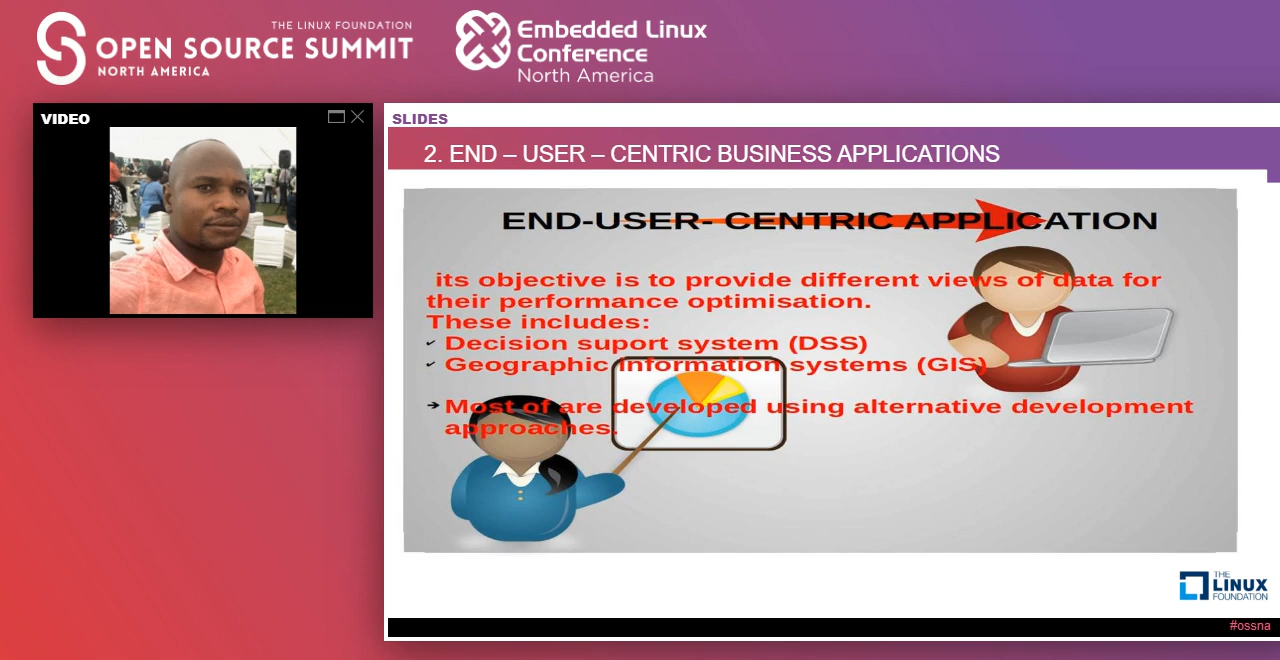 THE LINUX FOUNDATION
OPEN SOURCE SUMMIT
NORTH AMERICA
Embedded Linux
Conference
North America
VIDEO
SLIDES
2. END – USER – CENTRIC BUSINESS APPLICATIONS
END-USER- CENTRIC APPLICATION
its objective is to provide different views of data for
their performance optimisation.
These includes:
✓ Decision suport system (DSS)
✓ Geographic information systems (GIS)
➔ Most of are developed using alternative development
approaches.
THE
LINUX
FOUNDATION
#ossna